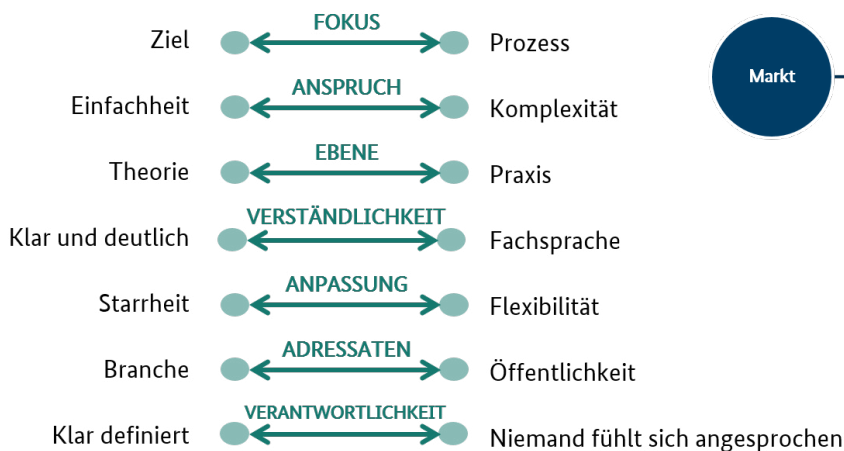 Ziel FOKUS Prozess
Markt
Einfachheit ANSPRUCH Komplexität
Theorie EBENE Praxis
Klar und deutlich VERSTÄNDLICHKEIT Fachsprache
Starrheit ANPASSUNG Flexibilität
Branche ADRESSATEN Öffentlichkeit
Klar definiert VERANTWORTLICHKEIT Niemand fühlt sich angesprochen